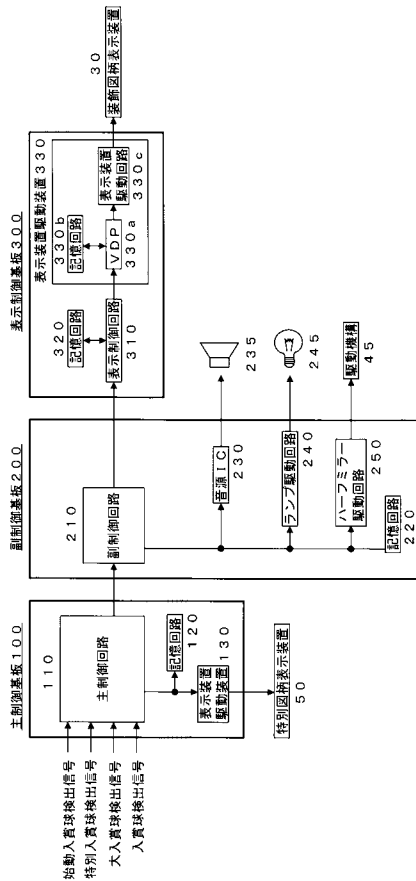 主制御基板100
始動入賞球検出信号
特別入賞球検出信号
大入賞球検出信号
入賞球検出信号
110
主制御回路
記憶回路
120
表示装置
駆動装置
130
特別図柄表示装置
50
副制御基板200
210
副制御回路
音源IC
230
235
ランプ駆動回路
240
245
ハーフミラー
駆動回路
250
駆動機構
45
記憶回路
220
表示制御基板300
表示装置駆動装置330
320
記憶回路
表示制御回路
310
330b
記憶回路
VDP
330a
表示装置
駆動回路
330c
30
装飾図柄表示装置